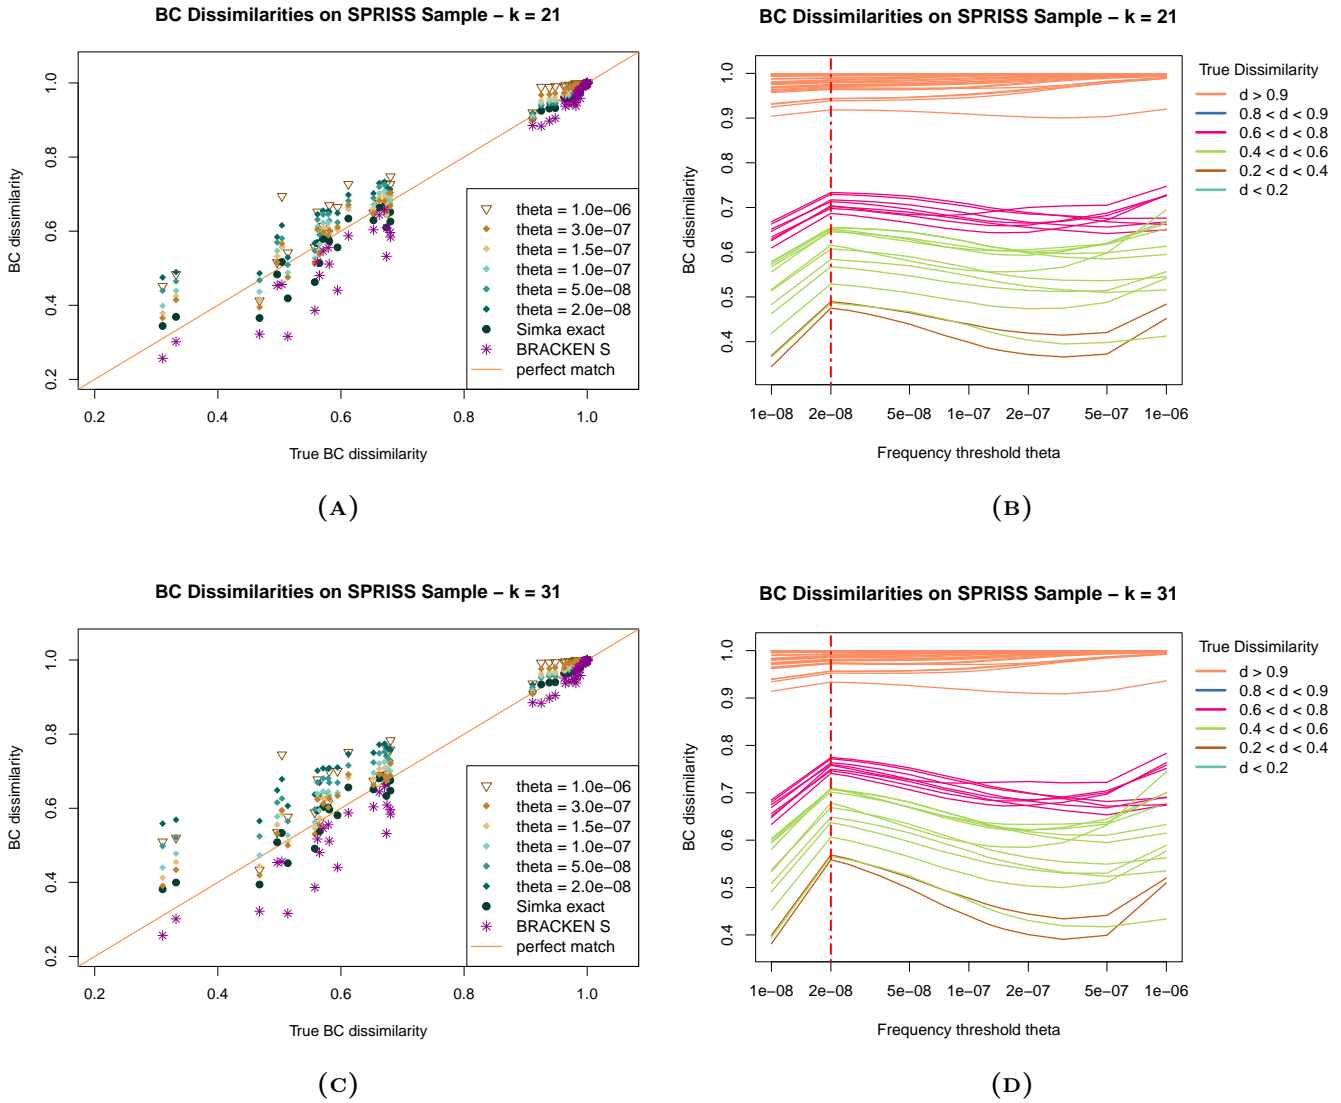 BC Dissimilarities on SPRISS Sample – k = 21
BC dissimilarity
1.0
0.8
0.6
0.4
0.2
theta = 1.0e−06
theta = 3.0e−07
theta = 1.5e−07
theta = 1.0e−07
theta = 5.0e−08
theta = 2.0e−08
Simka exact
BRACKEN S
perfect match
0.2 0.4 0.6 0.8 1.0
True BC dissimilarity
(A)
BC Dissimilarities on SPRISS Sample – k = 21
BC dissimilarity
1.0
0.9
0.8
0.7
0.6
0.5
0.4
True Dissimilarity
d > 0.9
0.8 < d < 0.9
0.6 < d < 0.8
0.4 < d < 0.6
0.2 < d < 0.4
d < 0.2
1e−08 2e−08 5e−08 1e−07 2e−07 5e−07 1e−06
Frequency threshold theta
(B)
BC Dissimilarities on SPRISS Sample – k = 31
BC dissimilarity
1.0
0.8
0.6
0.4
0.2
theta = 1.0e−06
theta = 3.0e−07
theta = 1.5e−07
theta = 1.0e−07
theta = 5.0e−08
theta = 2.0e−08
Simka exact
BRACKEN S
perfect match
0.2 0.4 0.6 0.8 1.0
True BC dissimilarity
(C)
BC Dissimilarities on SPRISS Sample – k = 31
BC dissimilarity
1.0
0.9
0.8
0.7
0.6
0.5
0.4
True Dissimilarity
d > 0.9
0.8 < d < 0.9
0.6 < d < 0.8
0.4 < d < 0.6
0.2 < d < 0.4
d < 0.2
1e−08 2e−08 5e−08 1e−07 2e−07 5e−07 1e−06
Frequency threshold theta
(D)